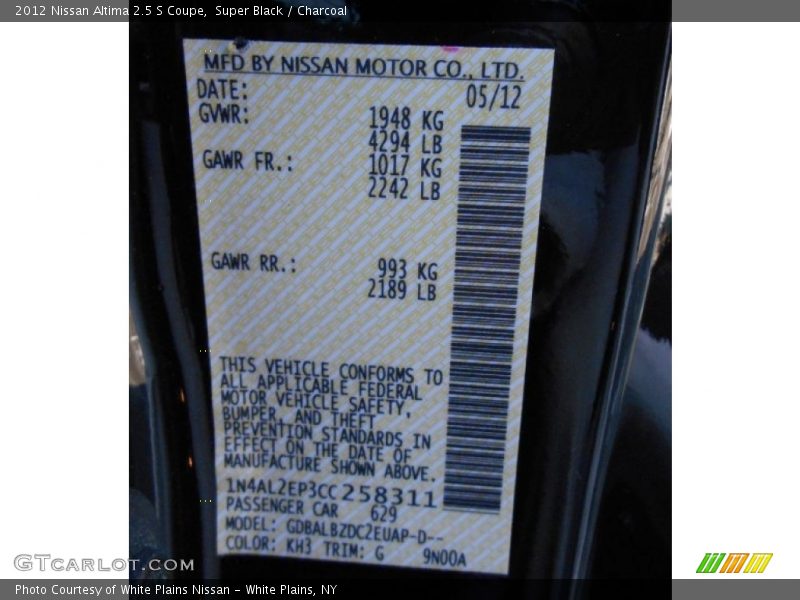 2012 Nissan Altima 2.5 S Coupe, Super Black / Charcoal
MFD BY NISSAN MOTOR CO., LTD.
DATE: 05/12
GVWR: 1948 KG
4294 LB
GAWR FR.: 1017 KG
2242 LB
GAWR RR.: 993 KG
2189 LB
THIS VEHICLE CONFORMS TO
ALL APPLICABLE FEDERAL
MOTOR VEHICLE SAFETY,
BUMPER, AND THEFT
PREVENTION STANDARDS IN
EFFECT ON THE DATE OF
MANUFACTURE SHOWN ABOVE.
1N4AL2EP3CC258311
PASSENGER CAR 629
MODEL: GDBALBZDC2EUAP-D--
COLOR: KH3 TRIM: G 9N00A
GTCarLot.com
Photo Courtesy of White Plains Nissan - White Plains, NY